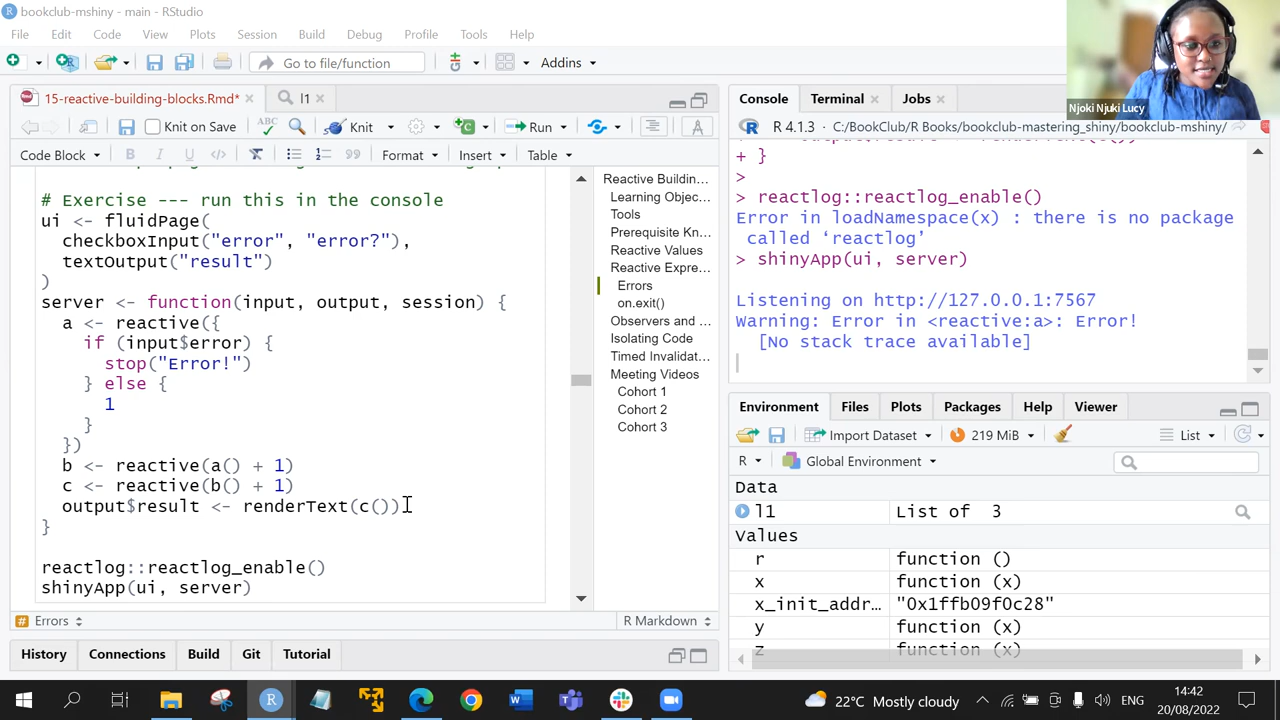 bookclub-mshiny - main - RStudio
File Edit Code View Plots Session Build Debug Profile Tools Help
Go to file/function Addins
15-reactive-building-blocks.Rmd* l1
Knit on Save Knit Run
Code Block Format Insert Table
# Exercise --- run this in the console
ui <- fluidPage(
checkboxInput("error", "error?"),
textOutput("result")
)
server <- function(input, output, session) {
a <- reactive({
if (input$error) {
stop("Error!")
} else {
1
}
})
b <- reactive(a() + 1)
c <- reactive(b() + 1)
output$result <- renderText(c())
}
reactlog::reactlog_enable()
shinyApp(ui, server)
Errors R Markdown
Reactive Buildin...
Learning Objec...
Tools
Prerequisite Kn...
Reactive Values
Reactive Expre...
Errors
on.exit()
Observers and ...
Isolating Code
Timed Invalidat...
Meeting Videos
Cohort 1
Cohort 2
Cohort 3
History Connections Build Git Tutorial
Njoki Njuki Lucy
Console Terminal Jobs
R 4.1.3 · C:/BookClub/R Books/bookclub-mastering_shiny/bookclub-mshiny/
+ }
>
> reactlog::reactlog_enable()
Error in loadNamespace(x) : there is no package
called ‘reactlog’
> shinyApp(ui, server)
Listening on http://127.0.0.1:7567
Warning: Error in <reactive:a>: Error!
[No stack trace available]
Environment Files Plots Packages Help Viewer
Import Dataset 219 MiB List
R Global Environment
Data
l1 List of 3
Values
r function ()
x function (x)
x_init_addr... "0x1ffb09f0c28"
y function (x)
z function (x)
22°C Mostly cloudy ENG 14:42
20/08/2022